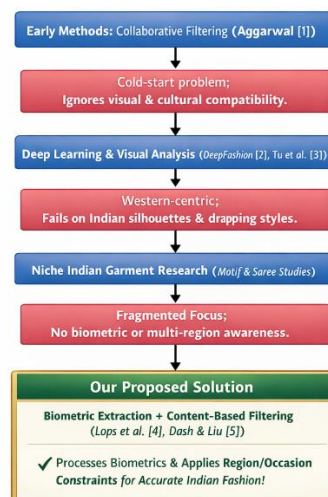 Early Methods: Collaborative Filtering (Aggarwal [1])
Cold-start problem;
Ignores visual & cultural compatibility.
Deep Learning & Visual Analysis (DeepFashion [2], Tu et al. [3])
Western-centric;
Fails on Indian silhouettes & drapping styles.
Niche Indian Garment Research (Motif & Saree Studies)
Fragmented Focus;
No biometric or multi-region awareness.
Our Proposed Solution
Biometric Extraction + Content-Based Filtering
(Lops et al. [4], Dash & Liu [5])
✓ Processes Biometrics & Applies Region/Occasion
Constraints for Accurate Indian Fashion!